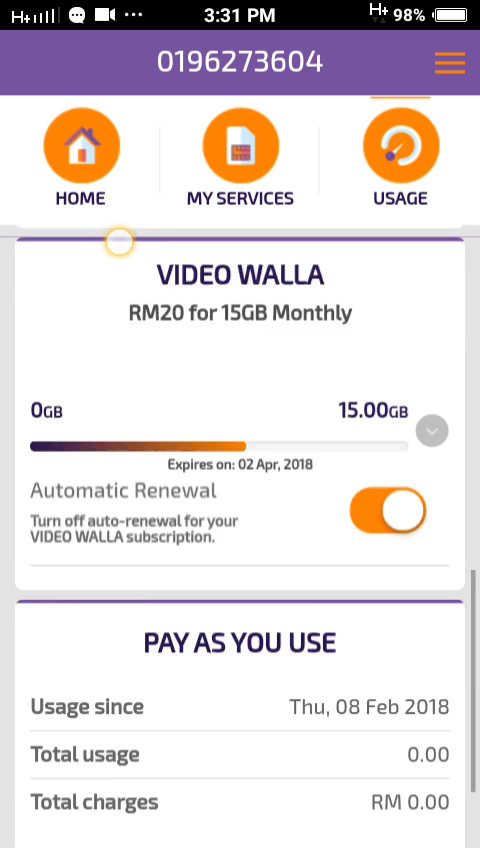 H+ 3:31 PM H+ 98%
0196273604
HOME MY SERVICES USAGE
VIDEO WALLA
RM20 for 15GB Monthly
0GB 15.00GB
Expires on: 02 Apr, 2018
Automatic Renewal
Turn off auto-renewal for your
VIDEO WALLA subscription.
PAY AS YOU USE
Usage since Thu, 08 Feb 2018
Total usage 0.00
Total charges RM 0.00